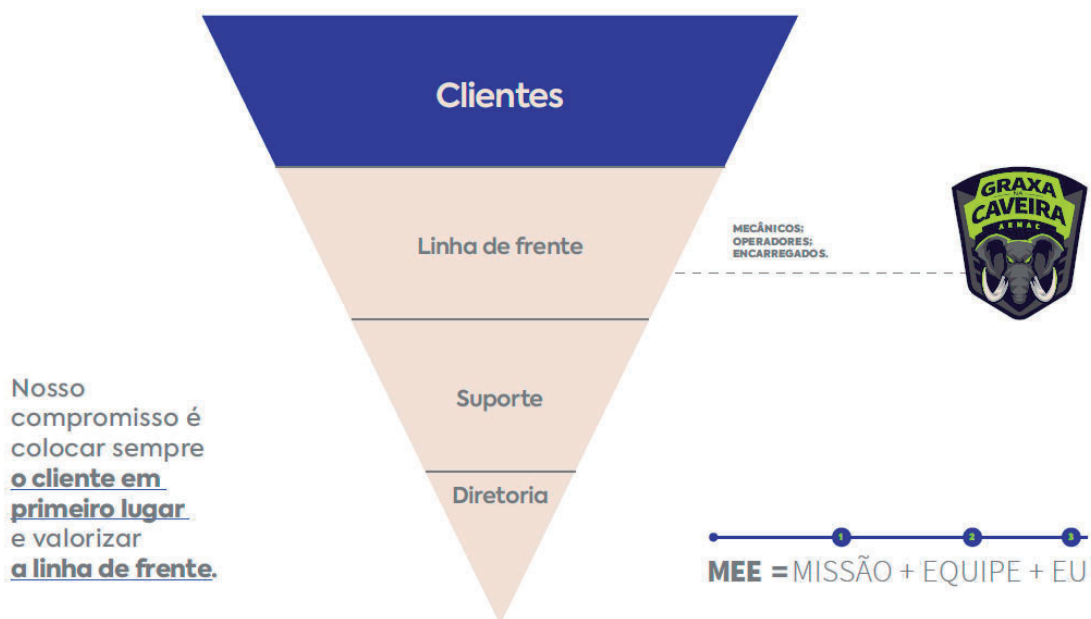 Clientes
Linha de frente
MECÂNICOS;
OPERADORES;
ENCARREGADOS.
GRAXA
NA
CAVEIRA
ARMAC
Suporte
Diretoria
Nosso
compromisso é
colocar sempre
o cliente em
primeiro lugar
e valorizar
a linha de frente.
1 2 3
MEE = MISSÃO + EQUIPE + EU